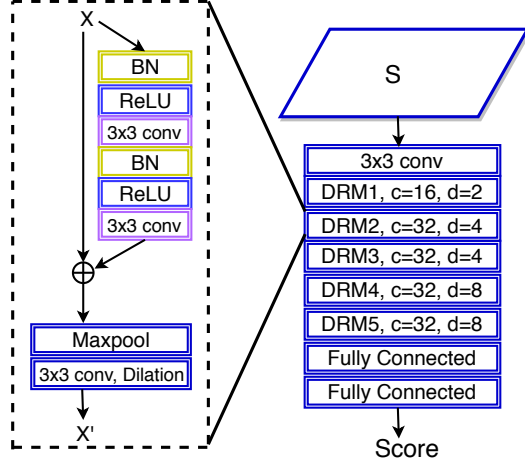 X
BN
ReLU
3x3 conv
BN
ReLU
3x3 conv
Maxpool
3x3 conv, Dilation
X'
S
3x3 conv
DRM1, c=16, d=2
DRM2, c=32, d=4
DRM3, c=32, d=4
DRM4, c=32, d=8
DRM5, c=32, d=8
Fully Connected
Fully Connected
Score